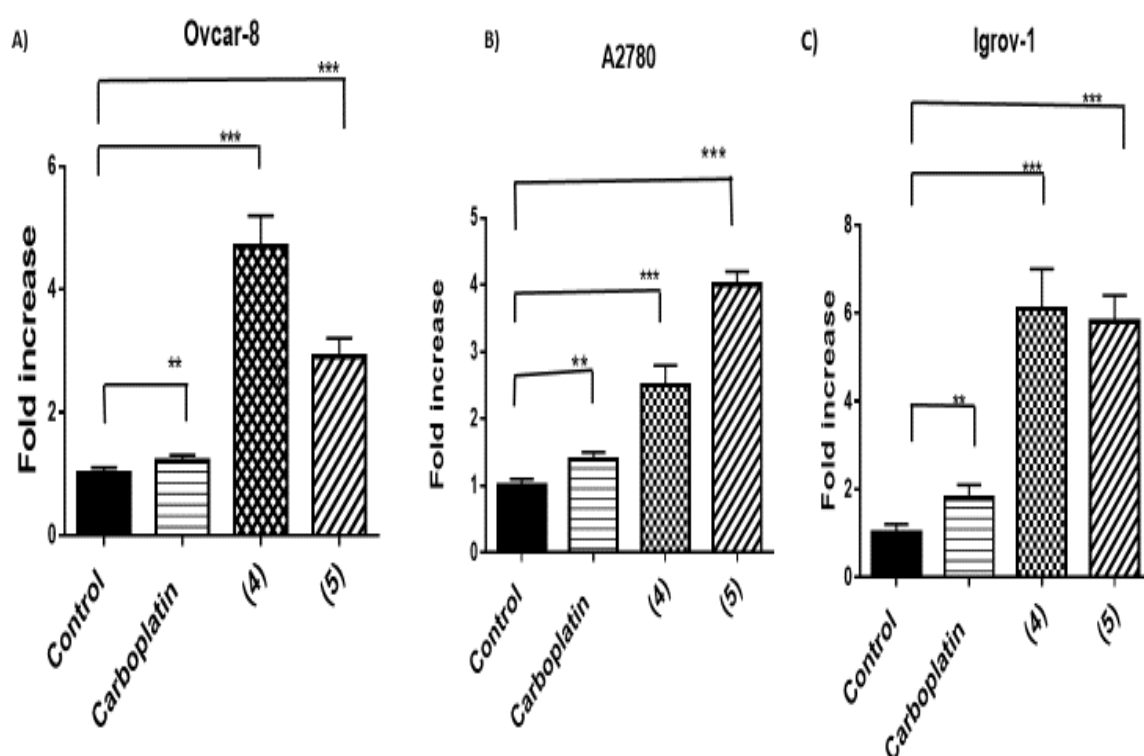 A)
Ovcar-8
***
***
**
Fold increase
6
4
2
0
Control
Carboplatin
(4)
(5)
B)
A2780
***
***
**
Fold increase
5
4
3
2
1
0
Control
Carboplatin
(4)
(5)
C)
Igrov-1
***
***
**
Fold increase
8
6
4
2
0
Control
Carboplatin
(4)
(5)